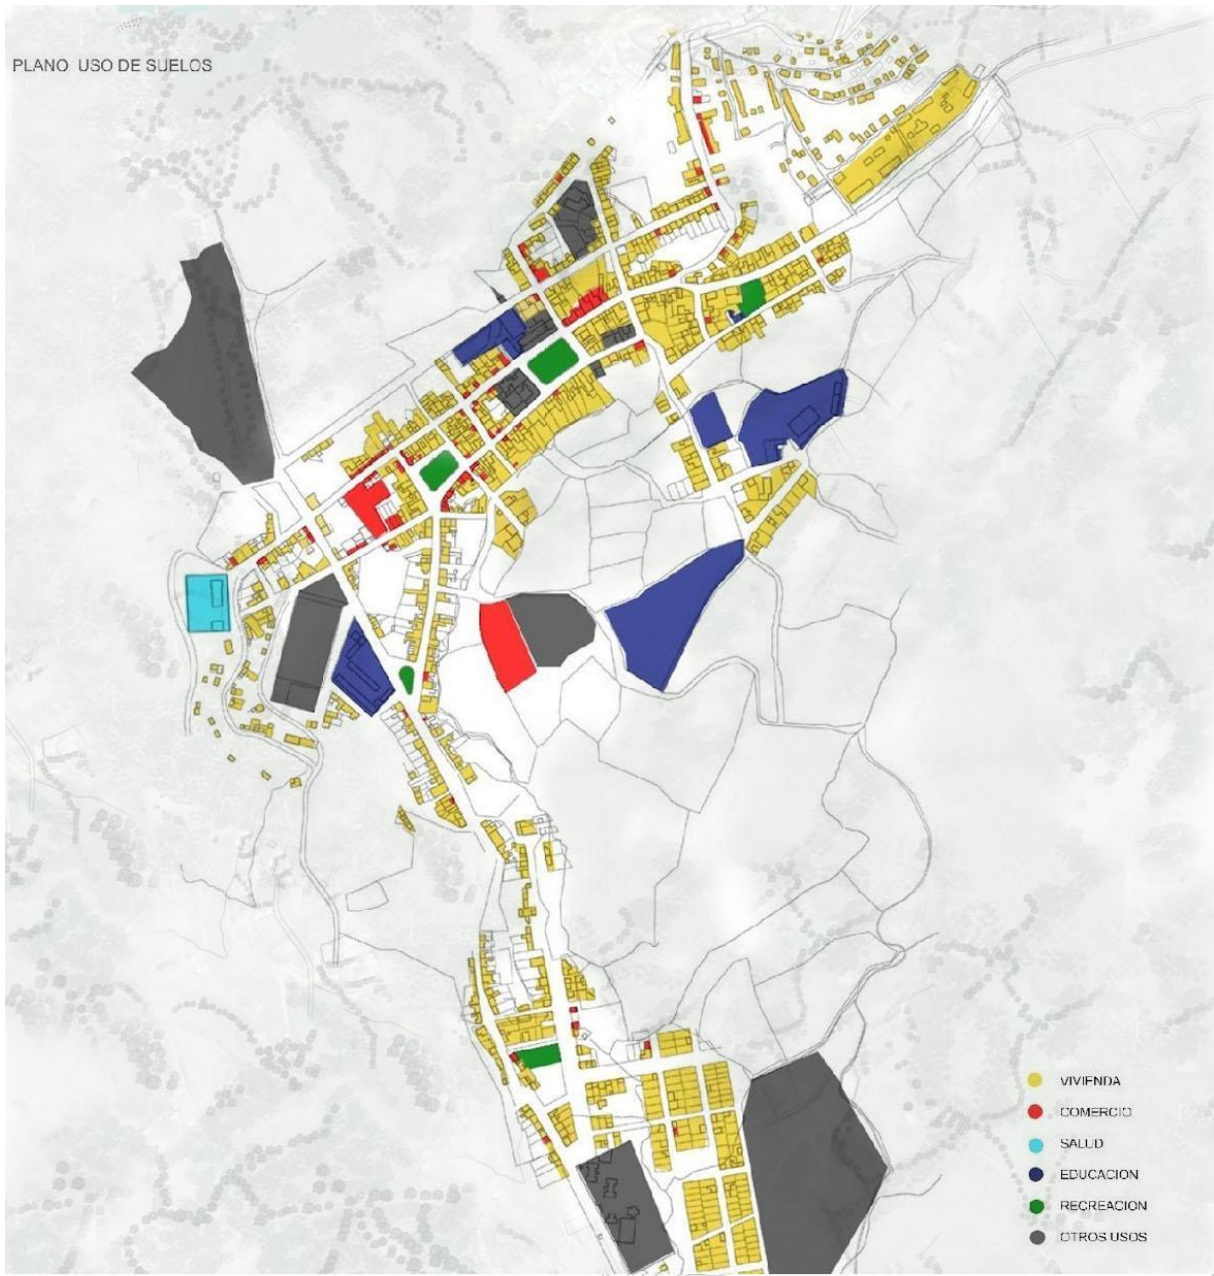 PLANO USO DE SUELOS
VIVIENDA
COMERCIO
SALUD
EDUCACION
RECREACION
OTROS USOS